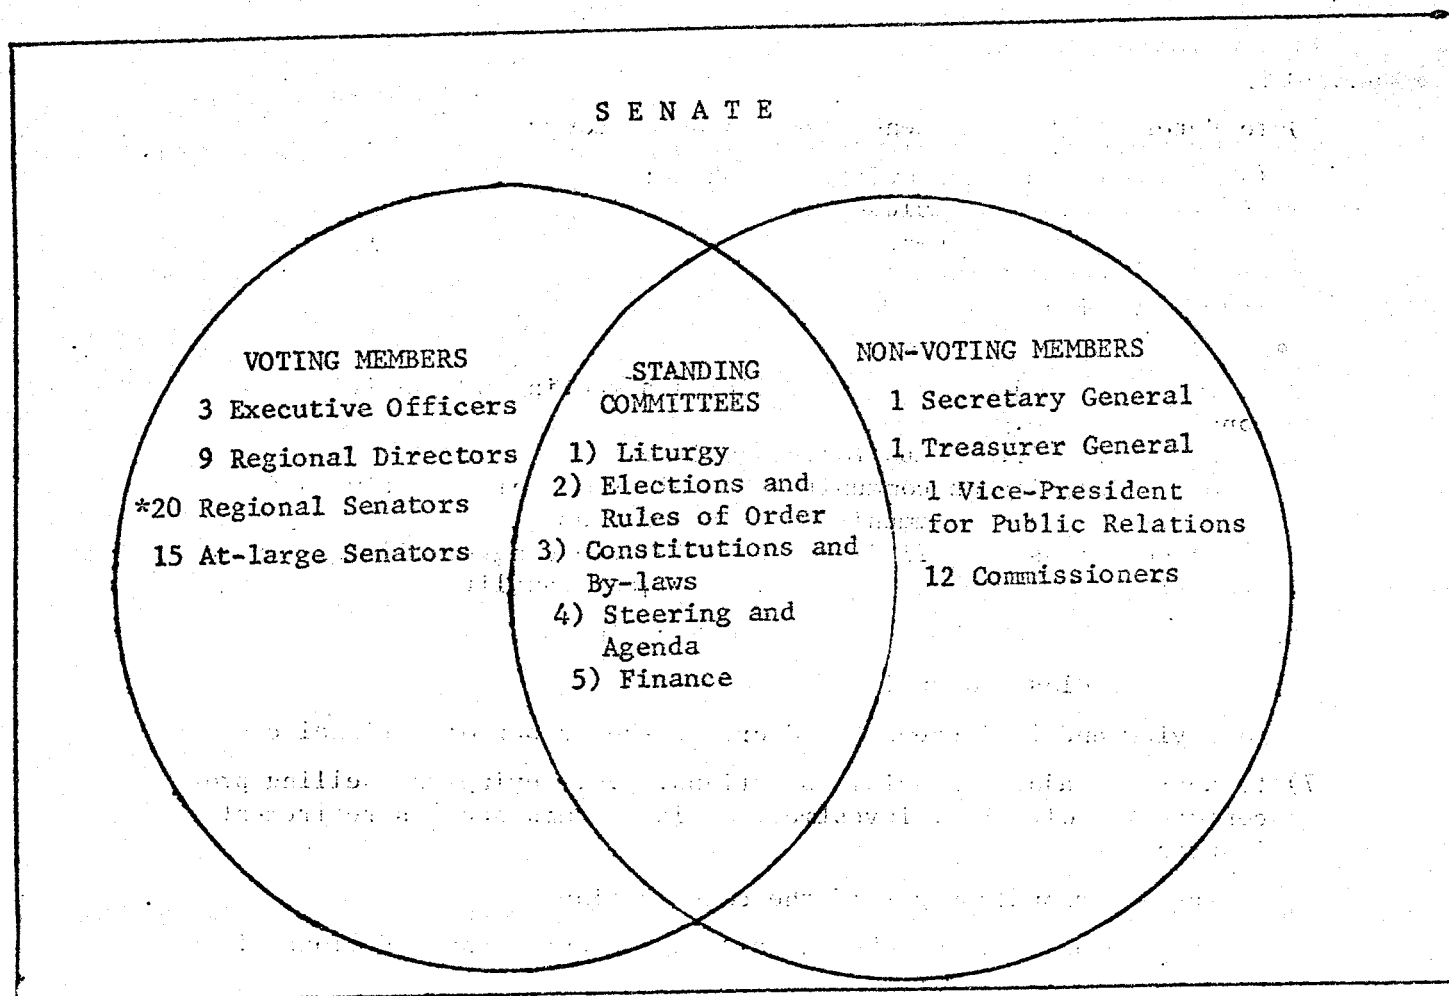 S E N A T E
VOTING MEMBERS
3 Executive Officers
9 Regional Directors
*20 Regional Senators
15 At-large Senators
STANDING
COMMITTEES
1) Liturgy
2) Elections and
Rules of Order
3) Constitutions and
By-laws
4) Steering and
Agenda
5) Finance
NON-VOTING MEMBERS
1 Secretary General
1 Treasurer General
1 Vice-President
for Public Relations
12 Commissioners